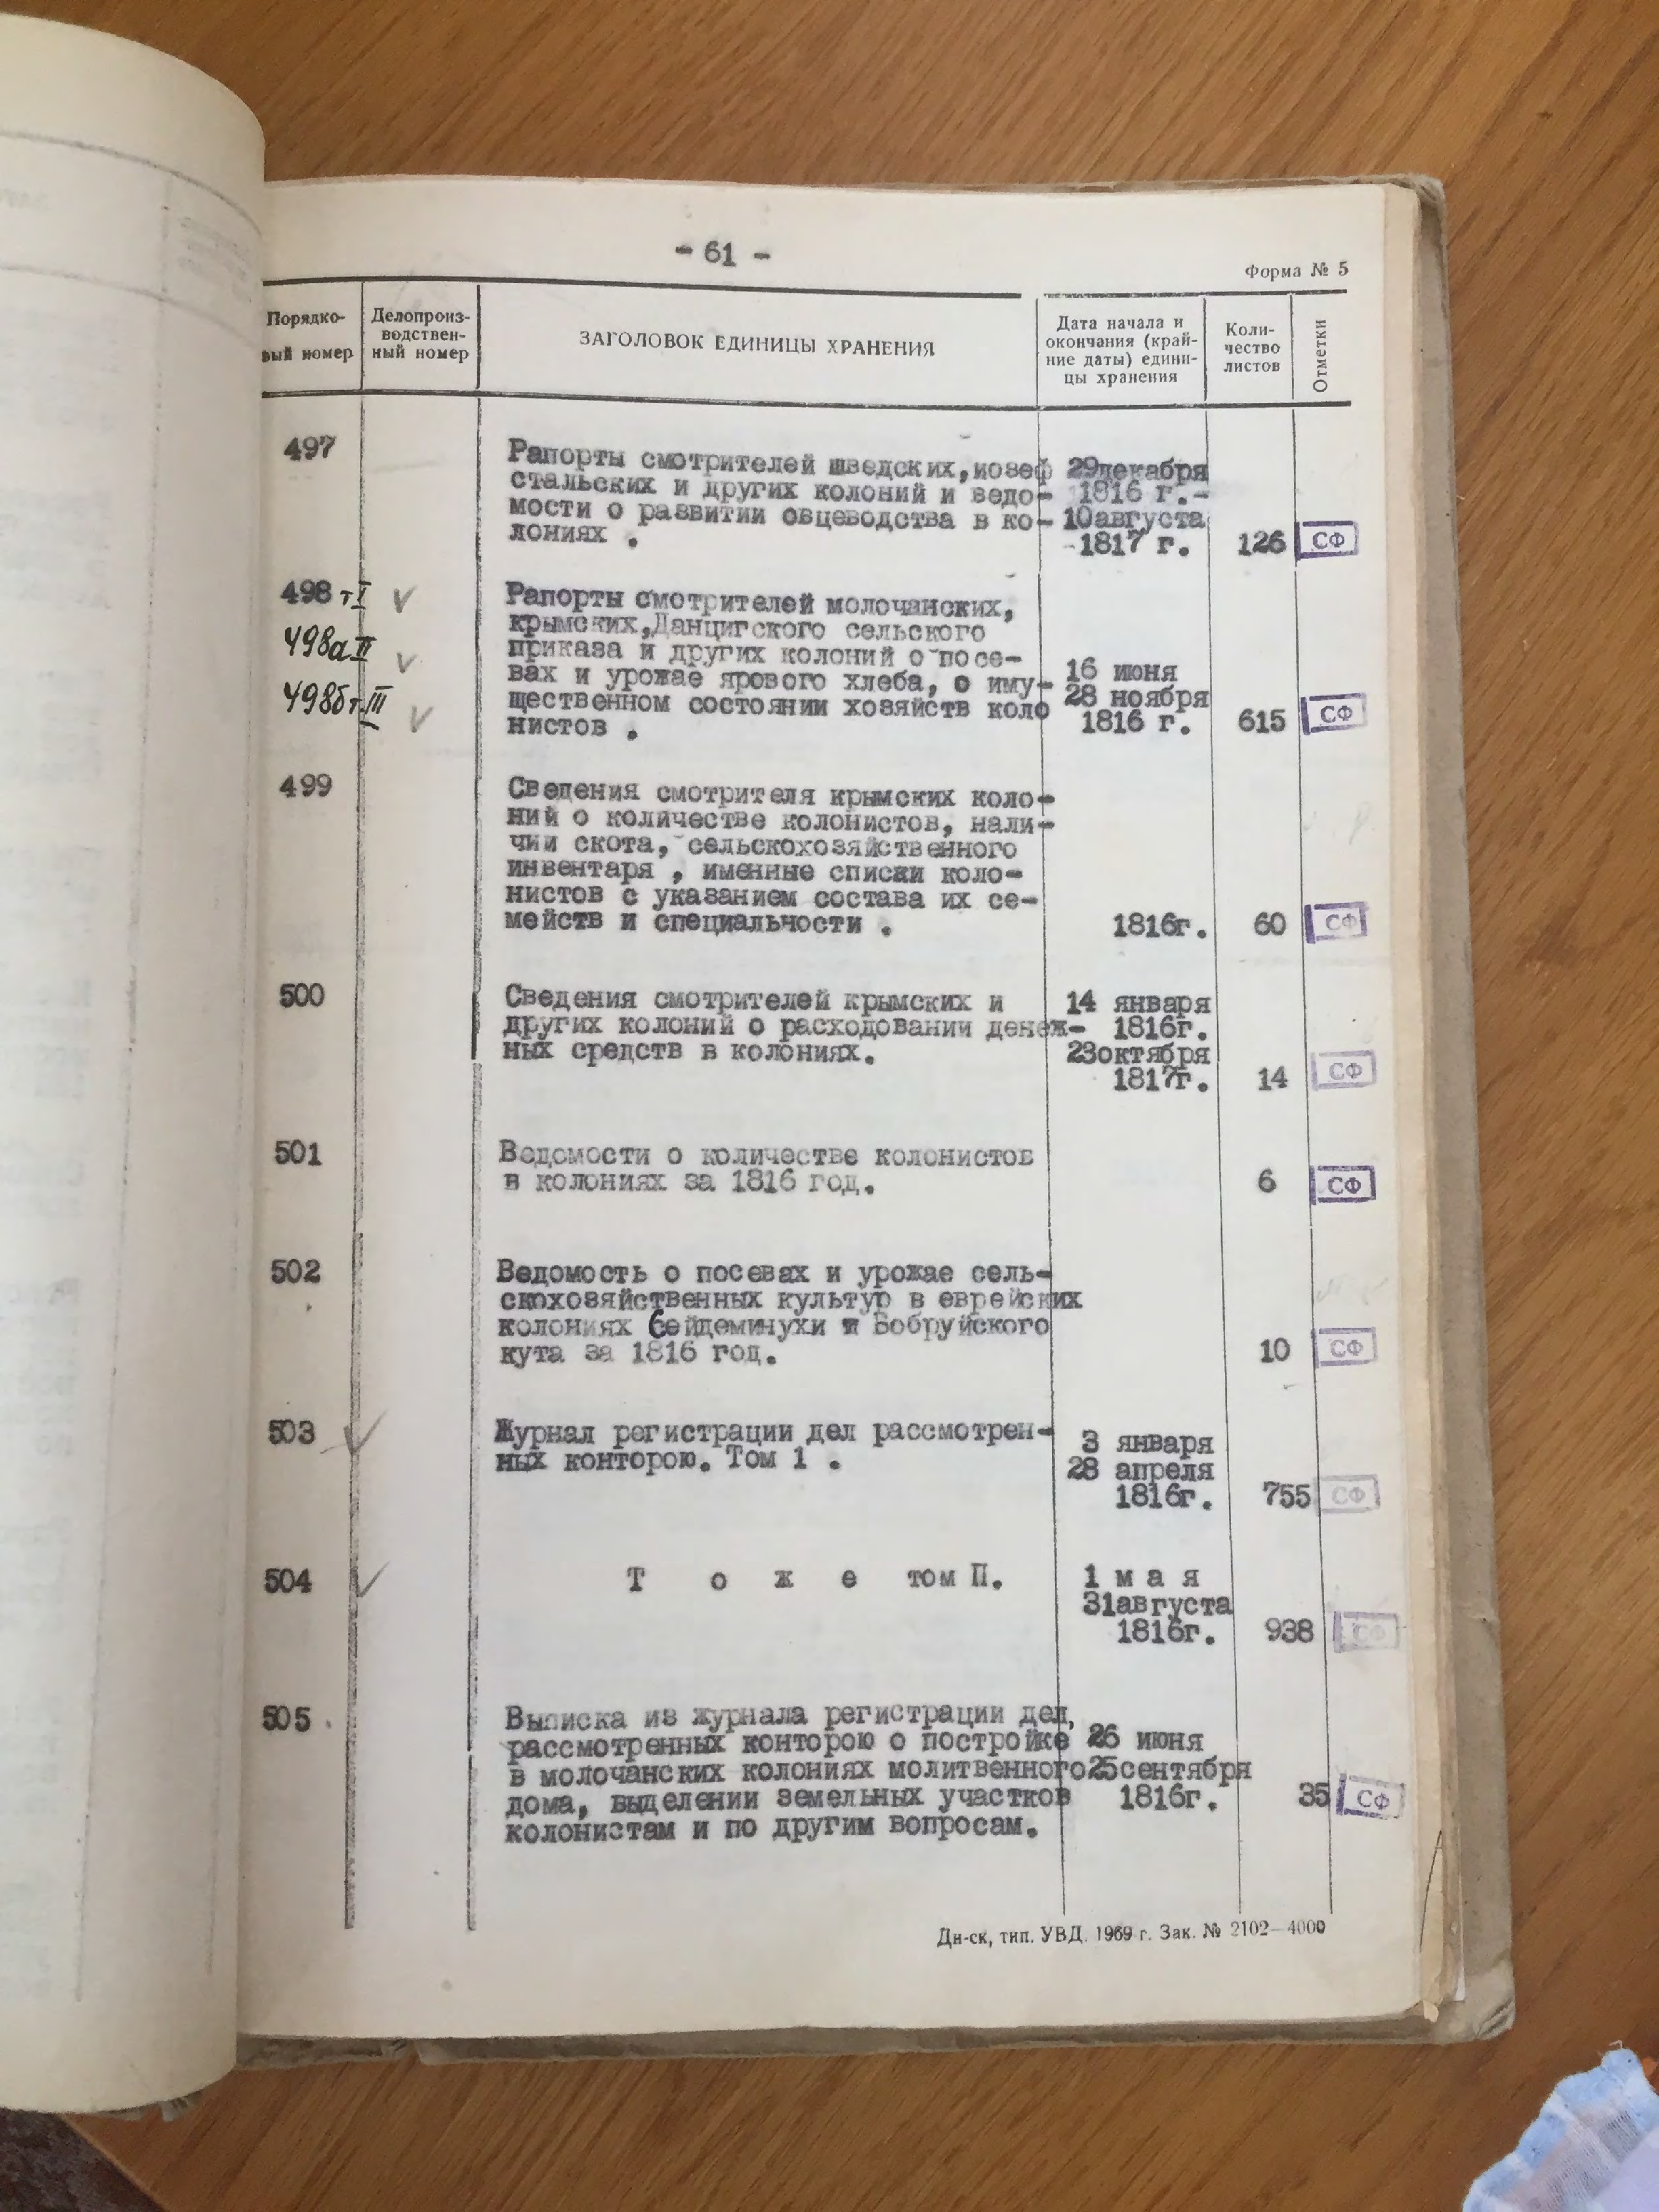 - 61 -
Форма № 5
Порядко-
вый номер
Делопроиз-
водствен-
ный номер
ЗАГОЛОВОК ЕДИНИЦЫ ХРАНЕНИЯ
Дата начала и
окончания (край-
ние даты) едини-
цы хранения
Коли-
чество
листов
Отметки
497
Рапорты смотрителей шведских,иозеф
стальских и других колоний и ведо-
мости о развитии овцеводства в ко-
лониях .
29декабря
1816 г.-
10августа
1817 г.
126
СФ
498 т I
498а II
498б т. III
Рапорты смотрителей молочанских,
крымских,Данцигского сельского
приказа и других колоний о посе-
вах и урожае ярового хлеба, о иму-
щественном состоянии хозяйств коло
нистов .
16 июня
28 ноября
1816 г.
615
СФ
499
Сведения смотрителя крымских коло-
ний о количестве колонистов, нали-
чии скота, сельскохозяйственного
инвентаря , именные списки коло-
нистов с указанием состава их се-
мейств и специальности .
1816г.
60
СФ
500
Сведения смотрителей крымских и
других колоний о расходовании денеж-
ных средств в колониях.
14 января
1816г.
23октября
1817г.
14
СФ
501
Ведомости о количестве колонистов
в колониях за 1816 год.
6
СФ
502
Ведомость о посевах и урожае сель-
скохозяйственных культур в еврейских
колониях Сейдеминухи и Бобруйского
кута за 1816 год.
10
СФ
503
Журнал регистрации дел рассмотрен-
ных конторою. Том 1 .
3 января
28 апреля
1816г.
755
СФ
504
Т о ж е том П.
1 м а я
31августа
1816г.
938
СФ
505
Выписка из журнала регистрации дел,
рассмотренных конторою о постройке
в молочанских колониях молитвенного
дома, выделении земельных участков
колонистам и по другим вопросам.
26 июня
25сентября
1816г.
35
СФ
Дн-ск, тип. УВД. 1969 г. Зак. № 2102—4000